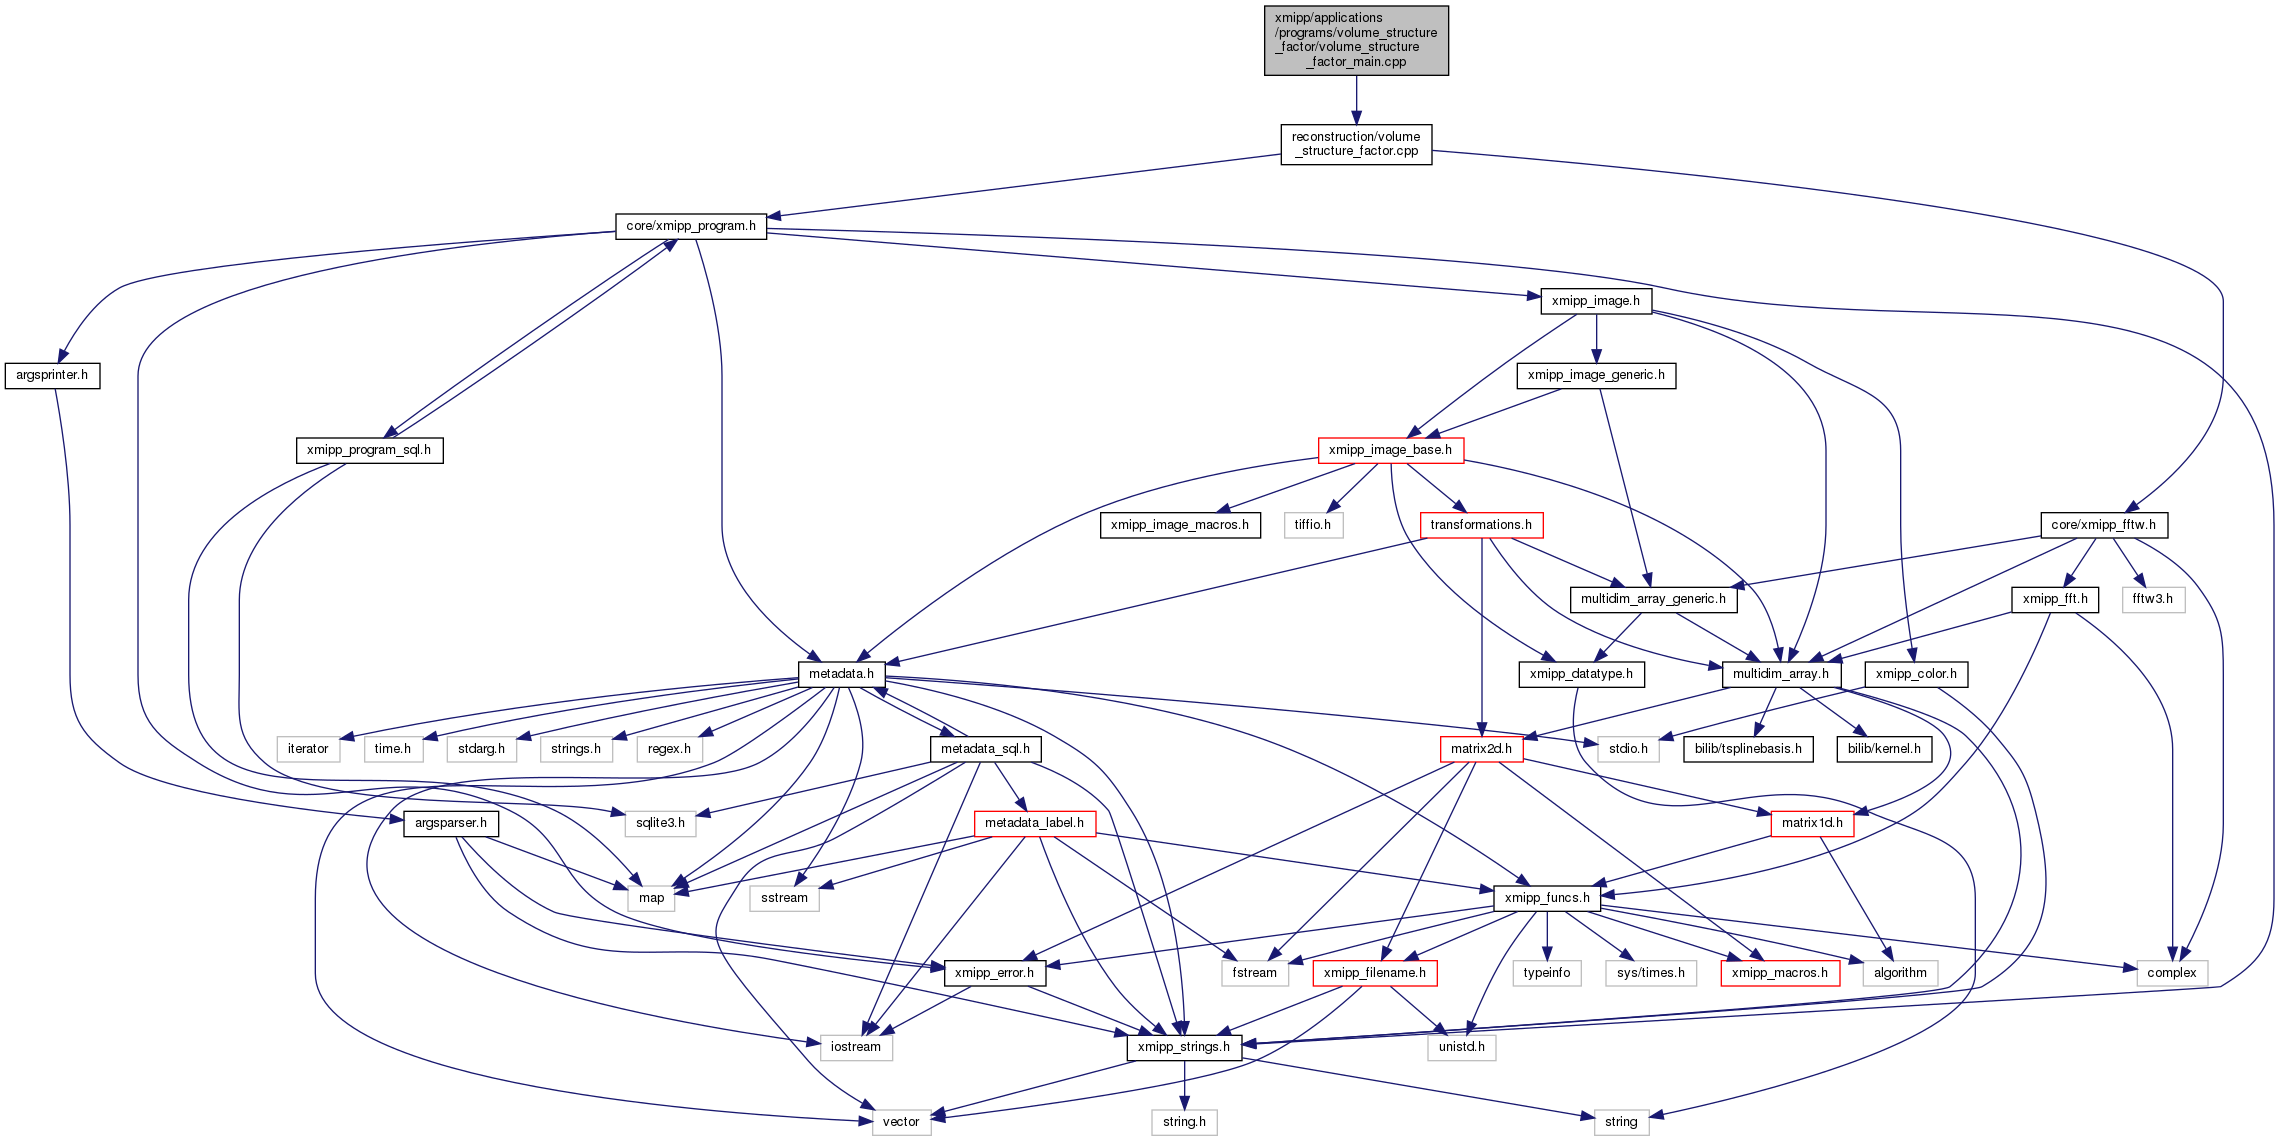 xmipp/applications
/programs/volume_structure
_factor/volume_structure
_factor_main.cpp
reconstruction/volume
_structure_factor.cpp
core/xmipp_program.h
xmipp_image.h
argsprinter.h
xmipp_image_generic.h
xmipp_program_sql.h
xmipp_image_base.h
xmipp_image_macros.h
tiffio.h
transformations.h
core/xmipp_fftw.h
multidim_array_generic.h
xmipp_fft.h
fftw3.h
metadata.h
xmipp_datatype.h
multidim_array.h
xmipp_color.h
iterator
time.h
stdarg.h
strings.h
regex.h
metadata_sql.h
matrix2d.h
stdio.h
bilib/tsplinebasis.h
bilib/kernel.h
argsparser.h
sqlite3.h
metadata_label.h
matrix1d.h
map
sstream
xmipp_funcs.h
xmipp_error.h
fstream
xmipp_filename.h
typeinfo
sys/times.h
xmipp_macros.h
algorithm
complex
iostream
xmipp_strings.h
unistd.h
vector
string.h
string